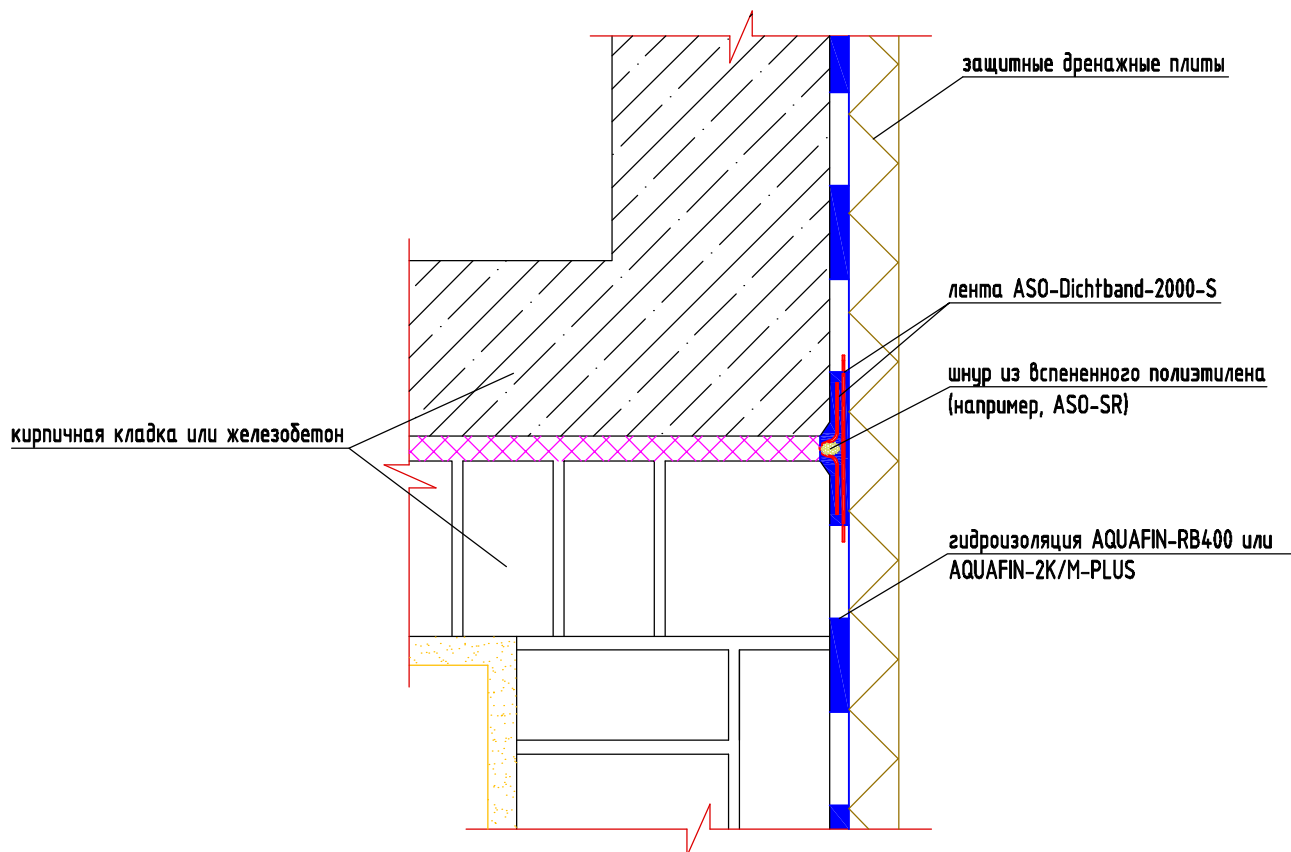 защитные дренажные плиты
лента ASO-Dichtband-2000-S
шнур из вспененного полиэтилена
(например, ASO-SR)
кирпичная кладка или железобетон
гидроизоляция AQUAFIN-RB400 или
AQUAFIN-2K/M-PLUS